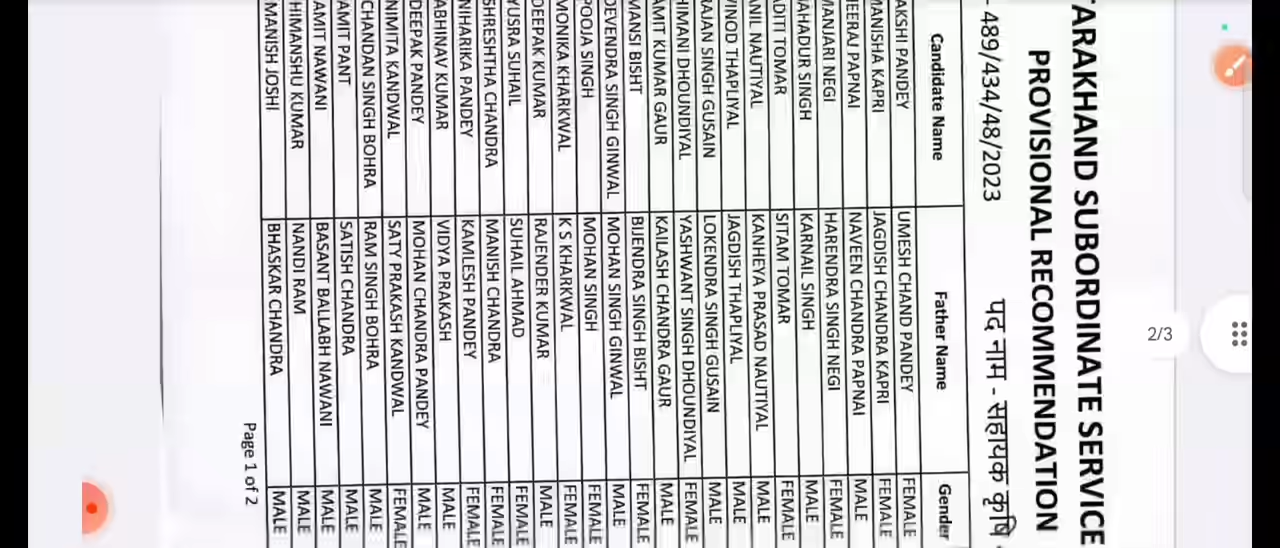 TARAKHAND SUBORDINATE SERVICE
PROVISIONAL RECOMMENDATION
- 489/434/48/2023 पद नाम - सहायक कृषि -
Candidate Name Father Name Gender
AKSHI PANDEY UMESH CHAND PANDEY FEMALE
MANISHA KAPRI JAGDISH CHANDRA KAPRI FEMALE
NEERAJ PAPNAI NAVEEN CHANDRA PAPNAI MALE
MANJARI NEGI HARENDRA SINGH NEGI FEMALE
BAHADUR SINGH KARNAIL SINGH MALE
ADITI TOMAR SITAM TOMAR FEMALE
ANIL NAUTIYAL KANHEYA PRASAD NAUTIYAL MALE
VINOD THAPLIYAL JAGDISH THAPLIYAL MALE
RAJAN SINGH GUSAIN LOKENDRA SINGH GUSAIN MALE
HIMANI DHOUNDIYAL YASHWANT SINGH DHOUNDIYAL FEMALE
AMIT KUMAR GAUR KAILASH CHANDRA GAUR MALE
MANSI BISHT BIJENDRA SINGH BISHT FEMALE
DEVENDRA SINGH GINWAL MOHAN SINGH GINWAL MALE
POOJA SINGH MOHAN SINGH FEMALE
MONIKA KHARKWAL K S KHARKWAL FEMALE
DEEPAK KUMAR RAJENDER KUMAR MALE
YUSRA SUHAIL SUHAIL AHMAD FEMALE
SHRESHTHA CHANDRA MANISH CHANDRA FEMALE
NIHARIKA PANDEY KAMLESH PANDEY FEMALE
ABHINAV KUMAR VIDYA PRAKASH MALE
DEEPAK PANDEY MOHAN CHANDRA PANDEY MALE
NIMITA KANDWAL SATY PRAKASH KANDWAL FEMALE
CHANDAN SINGH BOHRA RAM SINGH BOHRA MALE
AMIT PANT SATISH CHANDRA MALE
AMIT NAWANI BASANT BALLABH NAWANI MALE
HIMANSHU KUMAR NANDI RAM MALE
MANISH JOSHI BHASKAR CHANDRA MALE
Page 1 of 2
2/3